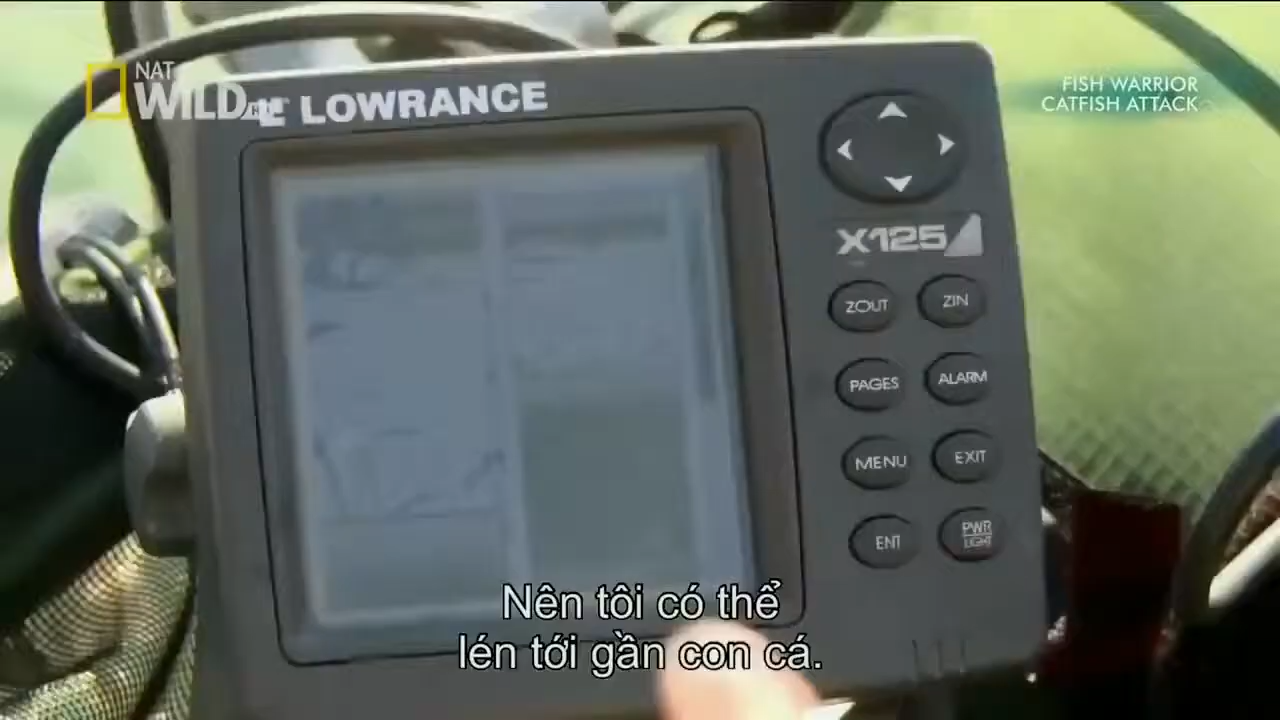 NAT
WILD
LOWRANCE
FISH WARRIOR
CATFISH ATTACK
X125
ZOUT
ZIN
PAGES
ALARM
MENU
EXIT
ENT
PWR
LIGHT
Nên tôi có thể
lén tới gần con cá.